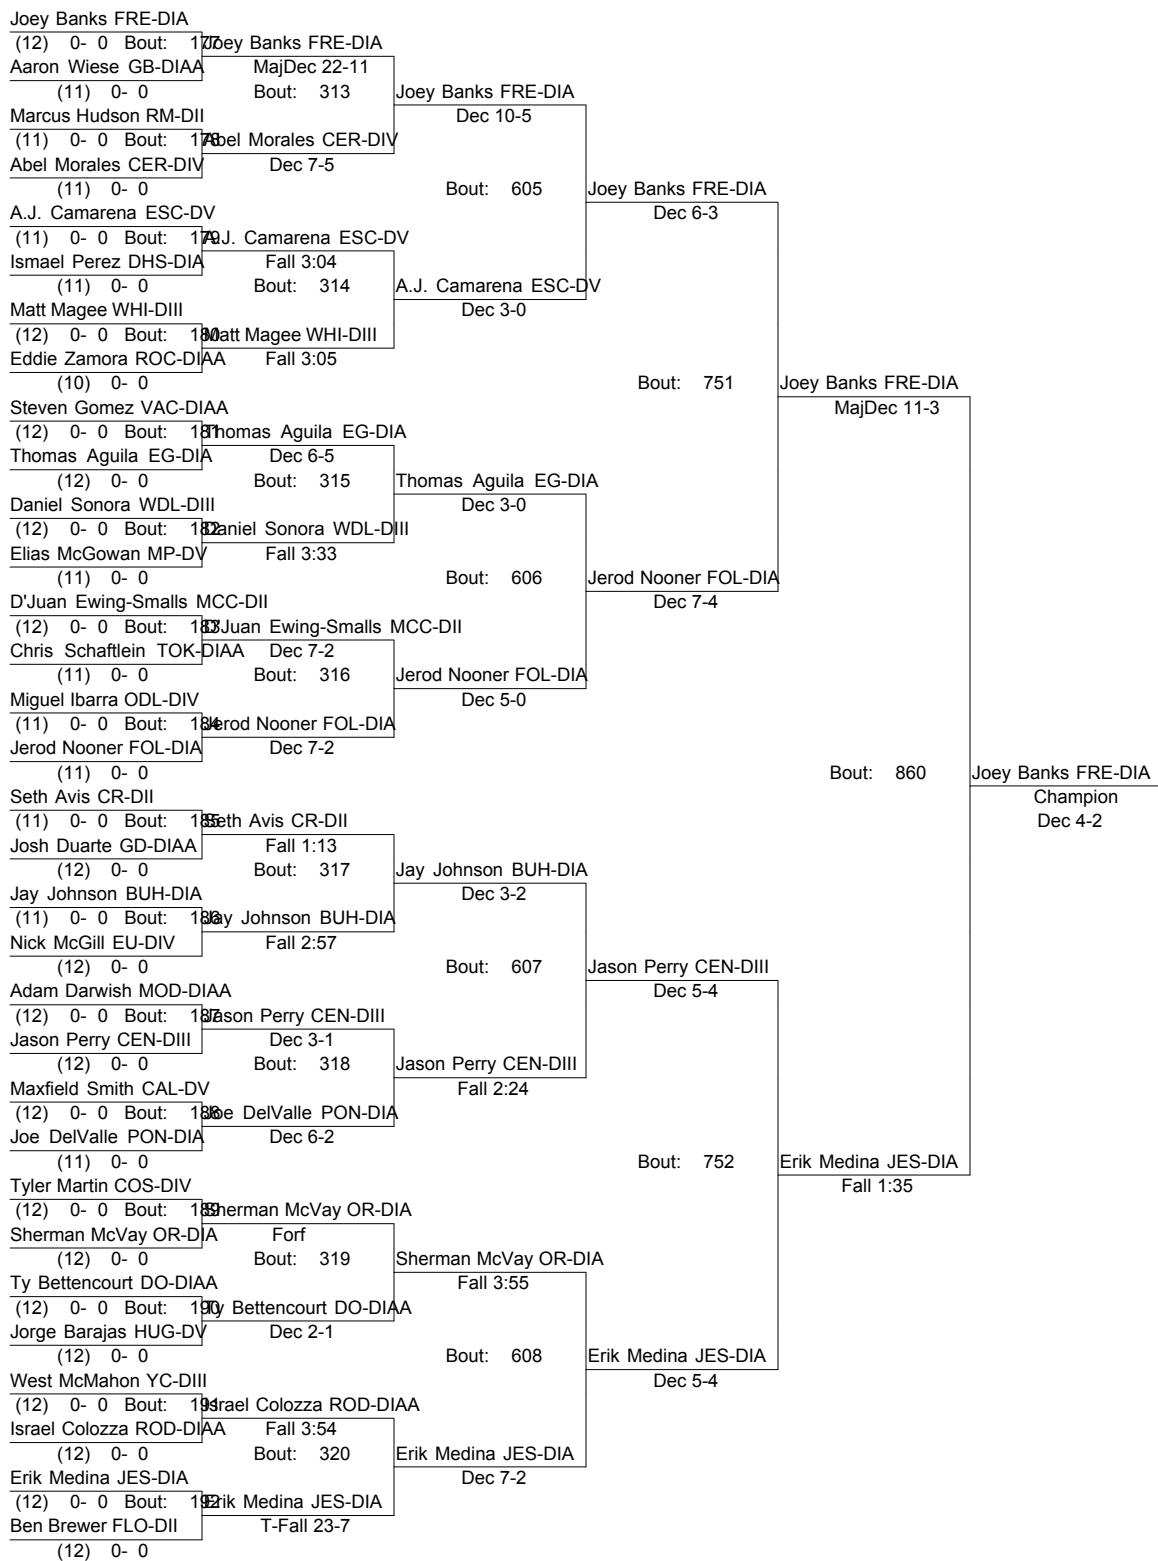 Joey Banks FRE-DIA
(12) 0- 0 Bout: 177
Aaron Wiese GB-DIAA
(11) 0- 0
Marcus Hudson RM-DII
(11) 0- 0 Bout: 178
Abel Morales CER-DIV
(11) 0- 0
A.J. Camarena ESC-DV
(11) 0- 0 Bout: 179
Ismael Perez DHS-DIA
(11) 0- 0
Matt Magee WHI-DIII
(12) 0- 0 Bout: 180
Eddie Zamora ROC-DIAA
(10) 0- 0
Steven Gomez VAC-DIAA
(12) 0- 0 Bout: 181
Thomas Aguila EG-DIA
(12) 0- 0
Daniel Sonora WDL-DIII
(12) 0- 0 Bout: 182
Elias McGowan MP-DV
(11) 0- 0
D'Juan Ewing-Smalls MCC-DII
(12) 0- 0 Bout: 183
Chris Schaftlein TOK-DIAA
(11) 0- 0
Miguel Ibarra ODL-DIV
(11) 0- 0 Bout: 184
Jerod Nooner FOL-DIA
(11) 0- 0
Seth Avis CR-DII
(11) 0- 0 Bout: 185
Josh Duarte GD-DIAA
(12) 0- 0
Jay Johnson BUH-DIA
(11) 0- 0 Bout: 186
Nick McGill EU-DIV
(12) 0- 0
Adam Darwish MOD-DIAA
(12) 0- 0 Bout: 187
Jason Perry CEN-DIII
(12) 0- 0
Maxfield Smith CAL-DV
(12) 0- 0 Bout: 188
Joe DelValle PON-DIA
(11) 0- 0
Tyler Martin COS-DIV
(12) 0- 0 Bout: 189
Sherman McVay OR-DIA
(12) 0- 0
Ty Bettencourt DO-DIAA
(12) 0- 0 Bout: 190
Jorge Barajas HUG-DV
(12) 0- 0
West McMahon YC-DIII
(12) 0- 0 Bout: 191
Israel Colozza ROD-DIAA
(12) 0- 0
Erik Medina JES-DIA
(12) 0- 0 Bout: 192
Ben Brewer FLO-DII
(12) 0- 0
Joey Banks FRE-DIA
MajDec 22-11
Bout: 313
Abel Morales CER-DIV
Dec 7-5
A.J. Camarena ESC-DV
Fall 3:04
Bout: 314
Matt Magee WHI-DIII
Fall 3:05
Thomas Aguila EG-DIA
Dec 6-5
Bout: 315
Daniel Sonora WDL-DIII
Fall 3:33
D'Juan Ewing-Smalls MCC-DII
Dec 7-2
Bout: 316
Jerod Nooner FOL-DIA
Dec 7-2
Seth Avis CR-DII
Fall 1:13
Bout: 317
Jay Johnson BUH-DIA
Fall 2:57
Jason Perry CEN-DIII
Dec 3-1
Bout: 318
Joe DelValle PON-DIA
Dec 6-2
Sherman McVay OR-DIA
Forf
Bout: 319
Ty Bettencourt DO-DIAA
Dec 2-1
Israel Colozza ROD-DIAA
Fall 3:54
Bout: 320
Erik Medina JES-DIA
T-Fall 23-7
Joey Banks FRE-DIA
Dec 10-5
Bout: 605
A.J. Camarena ESC-DV
Dec 3-0
Thomas Aguila EG-DIA
Dec 3-0
Bout: 606
Jerod Nooner FOL-DIA
Dec 5-0
Jay Johnson BUH-DIA
Dec 3-2
Bout: 607
Jason Perry CEN-DIII
Fall 2:24
Sherman McVay OR-DIA
Fall 3:55
Bout: 608
Erik Medina JES-DIA
Dec 7-2
Joey Banks FRE-DIA
Dec 6-3
Bout: 751
Jerod Nooner FOL-DIA
Dec 7-4
Jason Perry CEN-DIII
Dec 5-4
Bout: 752
Erik Medina JES-DIA
Dec 5-4
Joey Banks FRE-DIA
MajDec 11-3
Bout: 860
Erik Medina JES-DIA
Fall 1:35
Joey Banks FRE-DIA
Champion
Dec 4-2